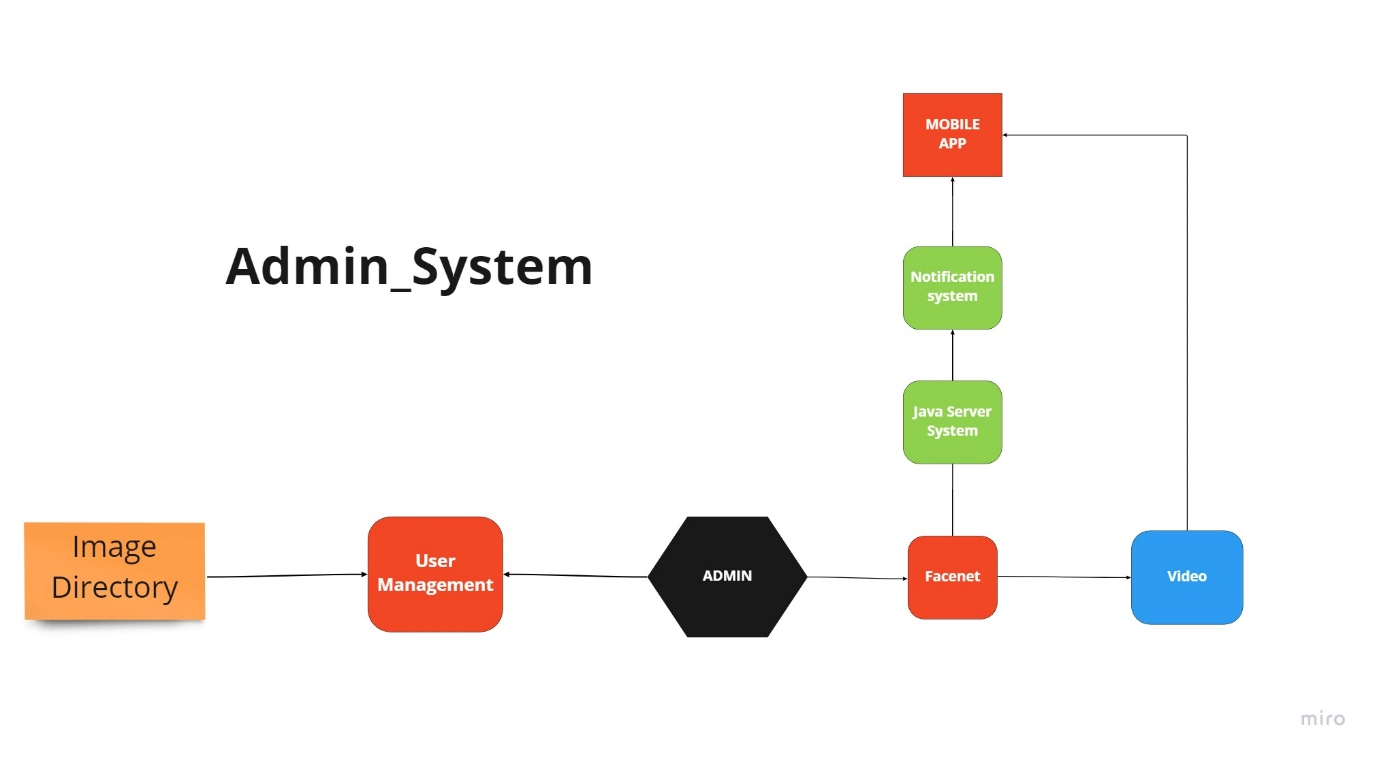 MOBILE
APP
Admin_System
Notification
system
Java Server
System
Image
Directory
User
Management
ADMIN
Facenet
Video
miro